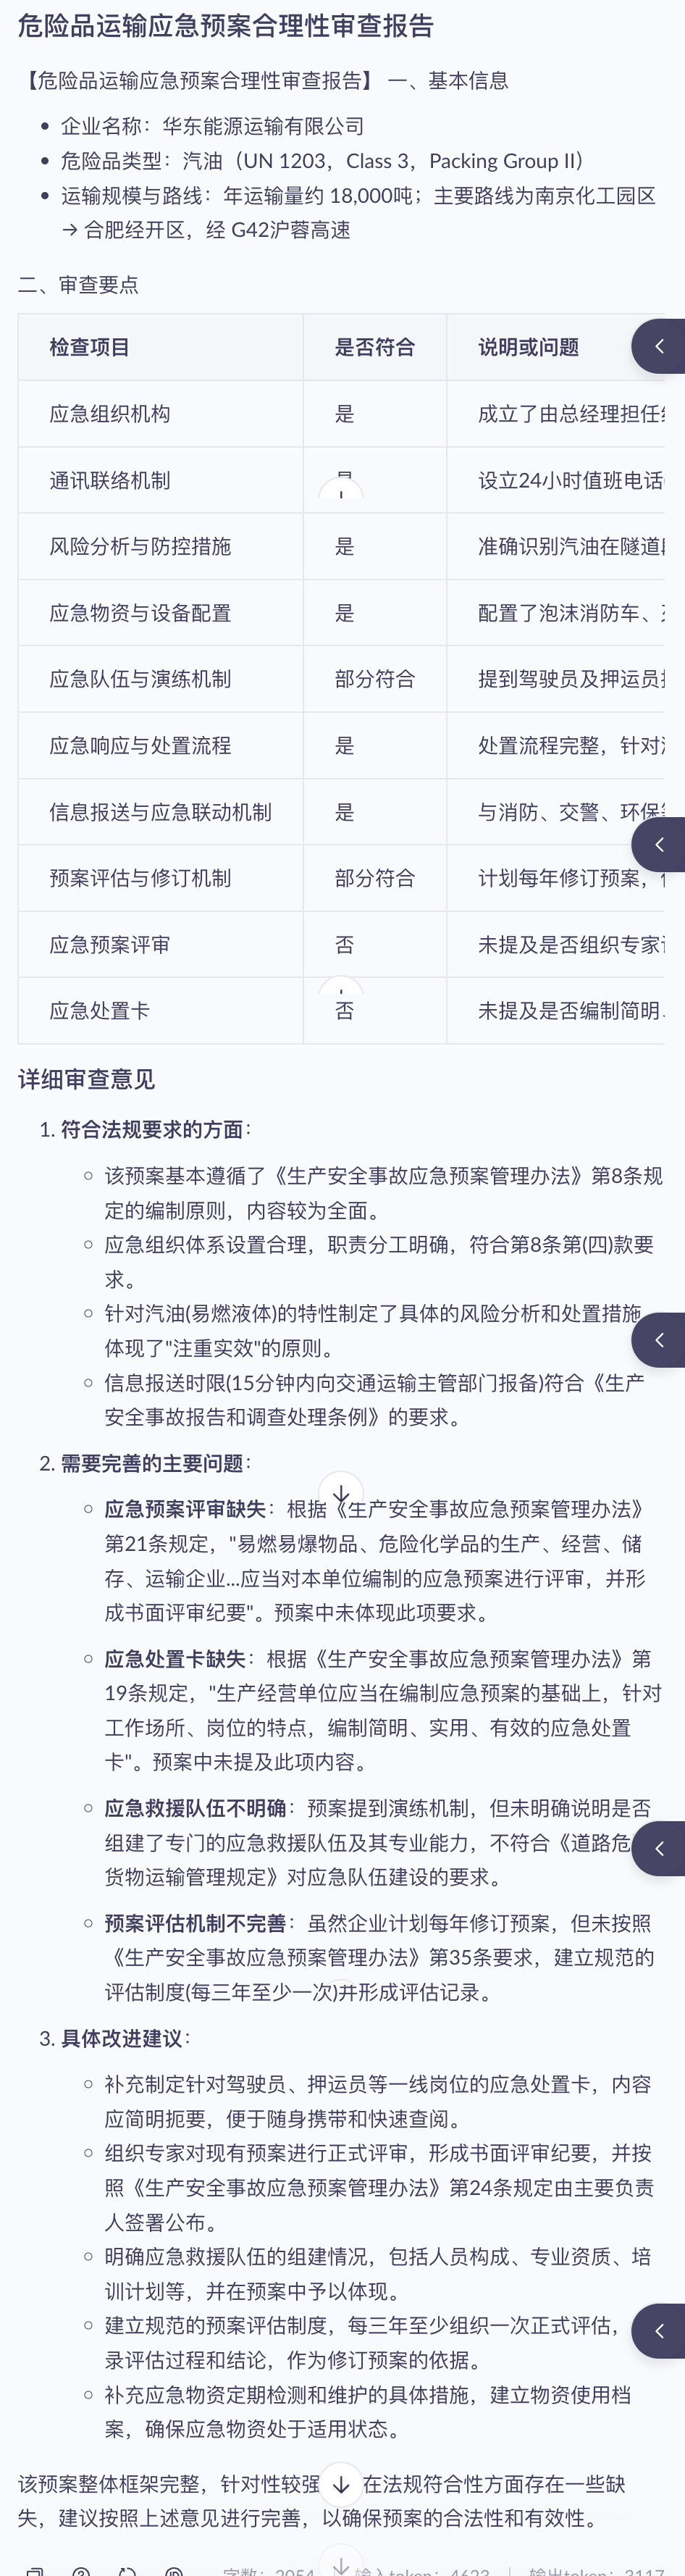 危险品运输应急预案合理性审查报告
【危险品运输应急预案合理性审查报告】 一、基本信息
• 企业名称：华东能源运输有限公司
• 危险品类型：汽油（UN 1203，Class 3，Packing Group II）
• 运输规模与路线：年运输量约 18,000吨；主要路线为南京化工园区
→ 合肥经开区，经 G42沪蓉高速
二、审查要点
检查项目 是否符合 说明或问题
应急组织机构 是 成立了由总经理担任
通讯联络机制 设立24小时值班电话
风险分析与防控措施 是 准确识别汽油在隧道
应急物资与设备配置 是 配置了泡沫消防车、
应急队伍与演练机制 部分符合 提到驾驶员及押运员
应急响应与处置流程 是 处置流程完整，针对
信息报送与应急联动机制 是 与消防、交警、环保
预案评估与修订机制 部分符合 计划每年修订预案，
应急预案评审 否 未提及是否组织专家
应急处置卡 否 未提及是否编制简明、
详细审查意见
1. 符合法规要求的方面：
○ 该预案基本遵循了《生产安全事故应急预案管理办法》第8条规
定的编制原则，内容较为全面。
○ 应急组织体系设置合理，职责分工明确，符合第8条第(四)款要
求。
○ 针对汽油(易燃液体)的特性制定了具体的风险分析和处置措施
体现了"注重实效"的原则。
○ 信息报送时限(15分钟内向交通运输主管部门报备)符合《生产
安全事故报告和调查处理条例》的要求。
2. 需要完善的主要问题：
○ 应急预案评审缺失：根据《生产安全事故应急预案管理办法》
第21条规定，"易燃易爆物品、危险化学品的生产、经营、储
存、运输企业...应当对本单位编制的应急预案进行评审，并形
成书面评审纪要"。预案中未体现此项要求。
○ 应急处置卡缺失：根据《生产安全事故应急预案管理办法》第
19条规定，"生产经营单位应当在编制应急预案的基础上，针对
工作场所、岗位的特点，编制简明、实用、有效的应急处置
卡"。预案中未提及此项内容。
○ 应急救援队伍不明确：预案提到演练机制，但未明确说明是否
组建了专门的应急救援队伍及其专业能力，不符合《道路危
货物运输管理规定》对应急队伍建设的要求。
○ 预案评估机制不完善：虽然企业计划每年修订预案，但未按照
《生产安全事故应急预案管理办法》第35条要求，建立规范的
评估制度(每三年至少一次)并形成评估记录。
3. 具体改进建议：
○ 补充制定针对驾驶员、押运员等一线岗位的应急处置卡，内容
应简明扼要，便于随身携带和快速查阅。
○ 组织专家对现有预案进行正式评审，形成书面评审纪要，并按
照《生产安全事故应急预案管理办法》第24条规定由主要负责
人签署公布。
○ 明确应急救援队伍的组建情况，包括人员构成、专业资质、培
训计划等，并在预案中予以体现。
○ 建立规范的预案评估制度，每三年至少组织一次正式评估，
录评估过程和结论，作为修订预案的依据。
○ 补充应急物资定期检测和维护的具体措施，建立物资使用档
案，确保应急物资处于适用状态。
该预案整体框架完整，针对性较强 在法规符合性方面存在一些缺
失，建议按照上述意见进行完善，以确保预案的合法性和有效性。
字数：2054 输入token：4623 | 输出token：3117